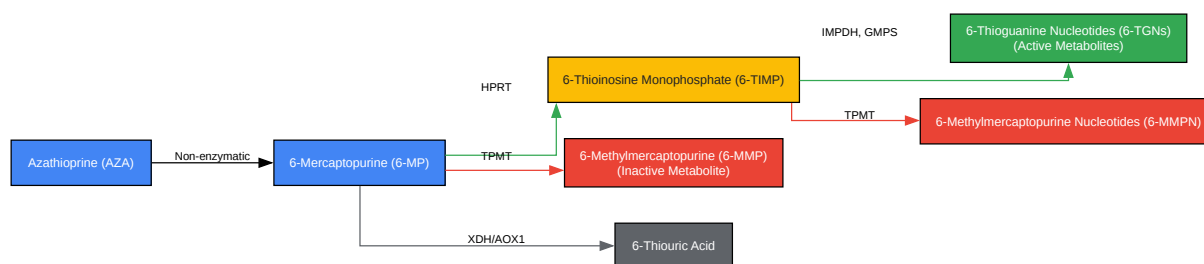 IMPDH, GMPS
6-Thioguanine Nucleotides (6-TGNs)
(Active Metabolites)
HPRT
6-Thioinosine Monophosphate (6-TIMP)
TPMT
6-Methylmercaptopurine Nucleotides (6-MMPN)
Azathioprine (AZA)
Non-enzymatic
6-Mercaptopurine (6-MP)
TPMT
6-Methylmercaptopurine (6-MMP)
(Inactive Metabolite)
XDH/AOX1
6-Thiouric Acid